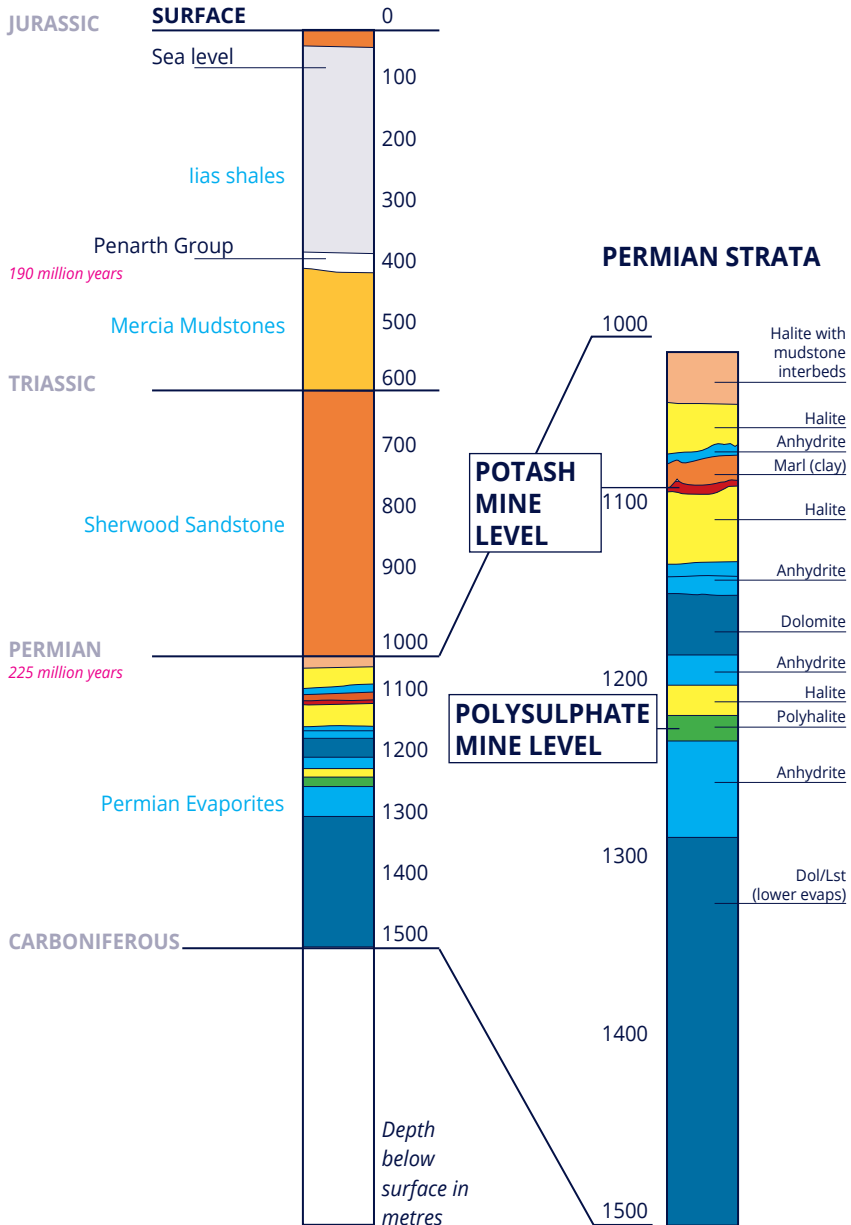 JURASSIC
SURFACE
0
Sea level
100
200
lias shales
300
Penarth Group
400
190 million years
Mercia Mudstones
500
600
TRIASSIC
700
800
Sherwood Sandstone
900
1000
PERMIAN
225 million years
1100
1200
Permian Evaporites
1300
1400
1500
CARBONIFEROUS
Depth
below
surface in
metres
PERMIAN STRATA
1000
Halite with
mudstone
interbeds
Halite
Anhydrite
Marl (clay)
POTASH
MINE
LEVEL
1100
Halite
Anhydrite
Dolomite
Anhydrite
1200
Halite
POLYSULPHATE
MINE LEVEL
Polyhalite
Anhydrite
1300
Dol/Lst
(lower evaps)
1400
1500